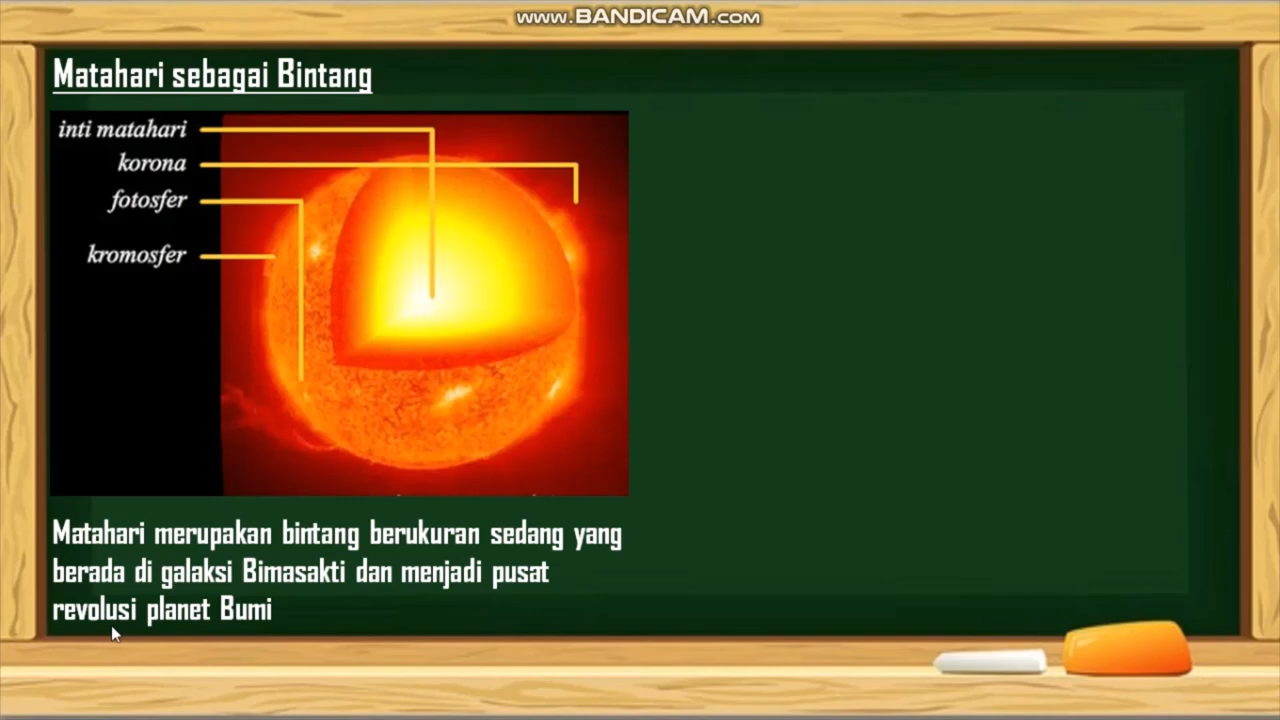 www.BANDICAM.com
Matahari sebagai Bintang
inti matahari
korona
fotosfer
kromosfer
Matahari merupakan bintang berukuran sedang yang
berada di galaksi Bimasakti dan menjadi pusat
revolusi planet Bumi